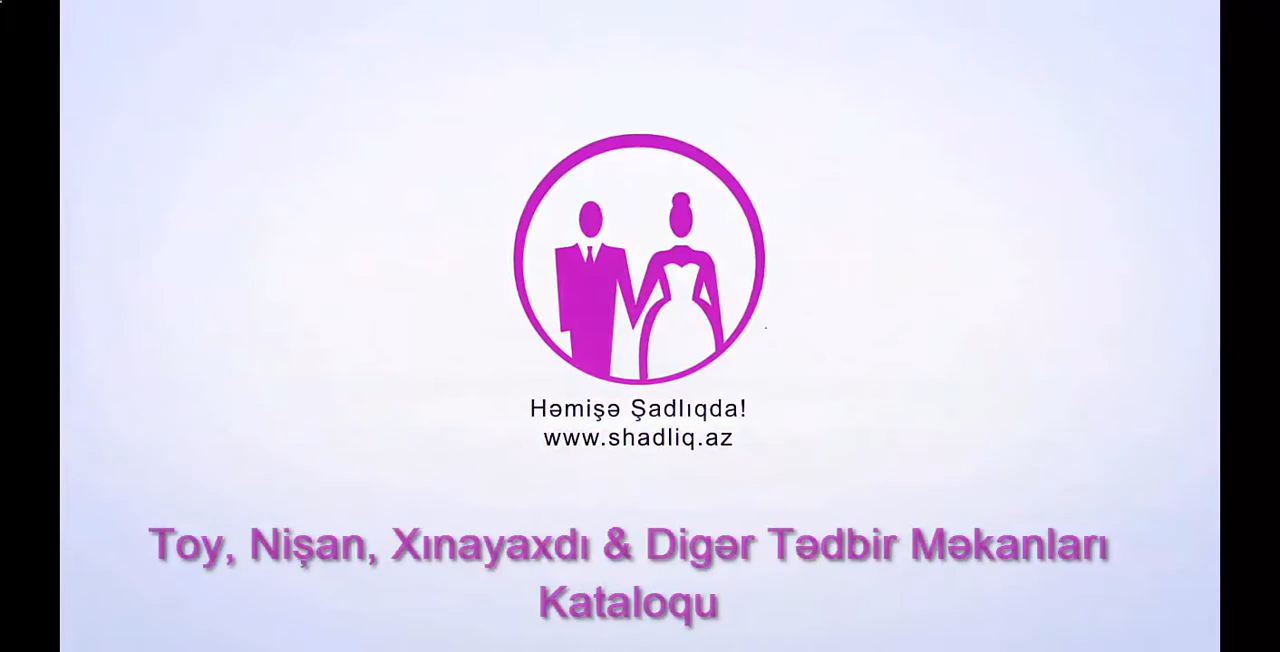 Həmişə Şadlıqda!
www.shadliq.az
Toy, Nişan, Xınayaxdı & Digər Tədbir Məkanları
Kataloqu